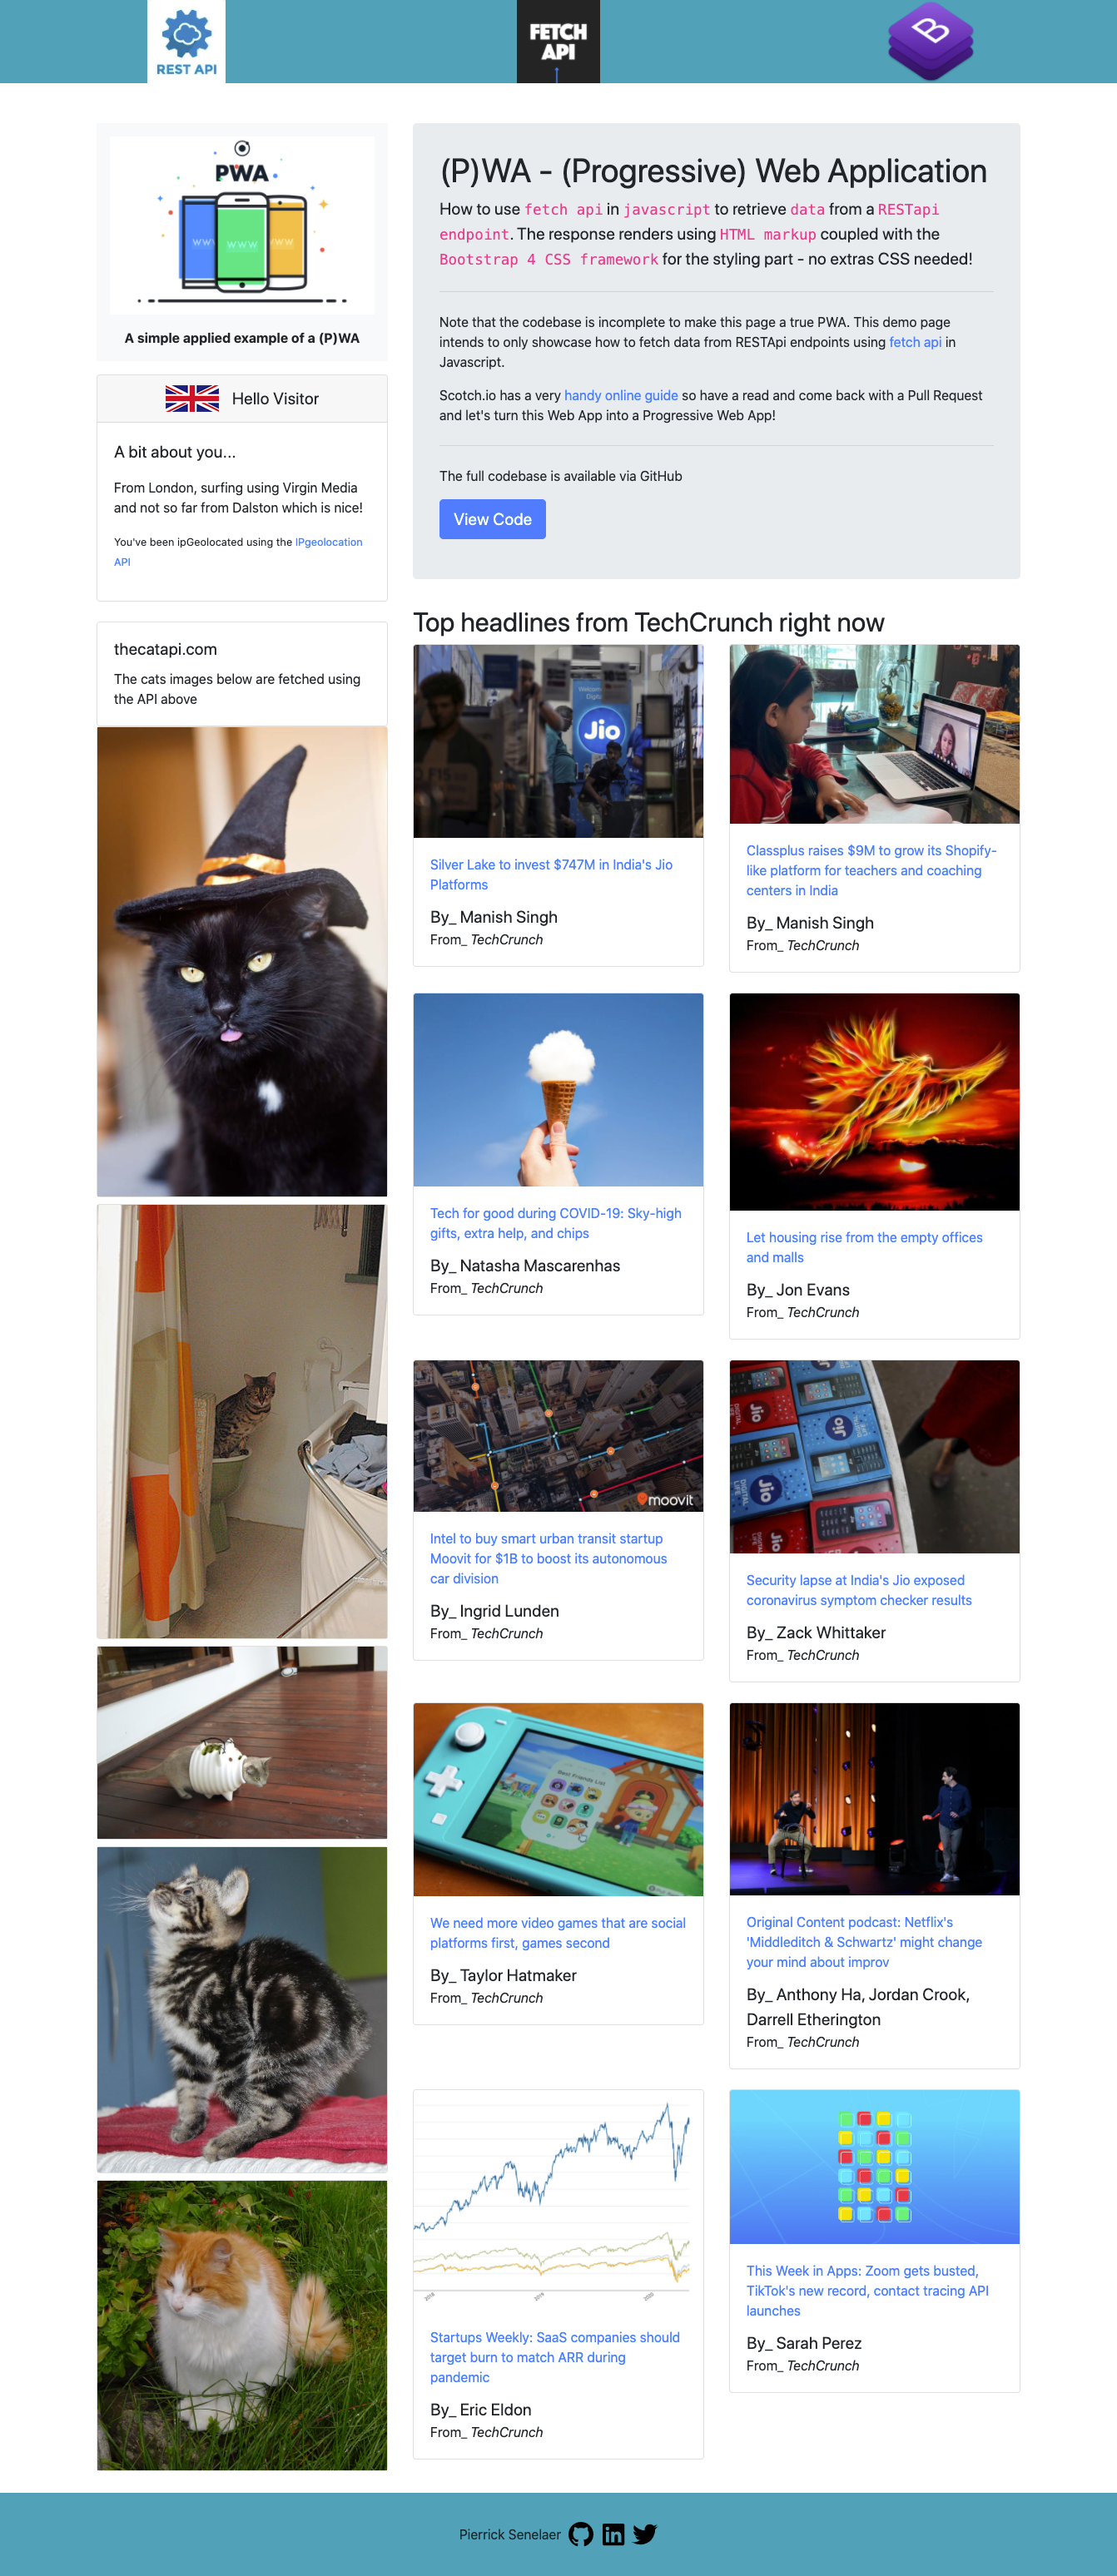 REST API
FETCH
API
B
PWA
WWW
WWW
WWW
A simple applied example of a (P)WA
Hello Visitor
A bit about you...
From London, surfing using Virgin Media
and not so far from Dalston which is nice!
You've been ipGeolocated using the IPgeolocation
API
thecatapi.com
The cats images below are fetched using
the API above
(P)WA - (Progressive) Web Application
How to use fetch api in javascript to retrieve data from a RESTapi
endpoint. The response renders using HTML markup coupled with the
Bootstrap 4 CSS framework for the styling part - no extras CSS needed!
Note that the codebase is incomplete to make this page a true PWA. This demo page
intends to only showcase how to fetch data from RESTApi endpoints using fetch api in
Javascript.
Scotch.io has a very handy online guide so have a read and come back with a Pull Request
and let's turn this Web App into a Progressive Web App!
The full codebase is available via GitHub
View Code
Top headlines from TechCrunch right now
Jio
Silver Lake to invest $747M in India's Jio
Platforms
By_ Manish Singh
From_ TechCrunch
Classplus raises $9M to grow its Shopify-
like platform for teachers and coaching
centers in India
By_ Manish Singh
From_ TechCrunch
Tech for good during COVID-19: Sky-high
gifts, extra help, and chips
By_ Natasha Mascarenhas
From_ TechCrunch
Let housing rise from the empty offices
and malls
By_ Jon Evans
From_ TechCrunch
moovit
Intel to buy smart urban transit startup
Moovit for $1B to boost its autonomous
car division
By_ Ingrid Lunden
From_ TechCrunch
Jio
Jio
Jio
DIGITAL
LIFE
Security lapse at India's Jio exposed
coronavirus symptom checker results
By_ Zack Whittaker
From_ TechCrunch
Best Friends List
We need more video games that are social
platforms first, games second
By_ Taylor Hatmaker
From_ TechCrunch
Original Content podcast: Netflix's
'Middleditch & Schwartz' might change
your mind about improv
By_ Anthony Ha, Jordan Crook,
Darrell Etherington
From_ TechCrunch
2018
2019
2020
Startups Weekly: SaaS companies should
target burn to match ARR during
pandemic
By_ Eric Eldon
From_ TechCrunch
This Week in Apps: Zoom gets busted,
TikTok's new record, contact tracing API
launches
By_ Sarah Perez
From_ TechCrunch
Pierrick Senelaer